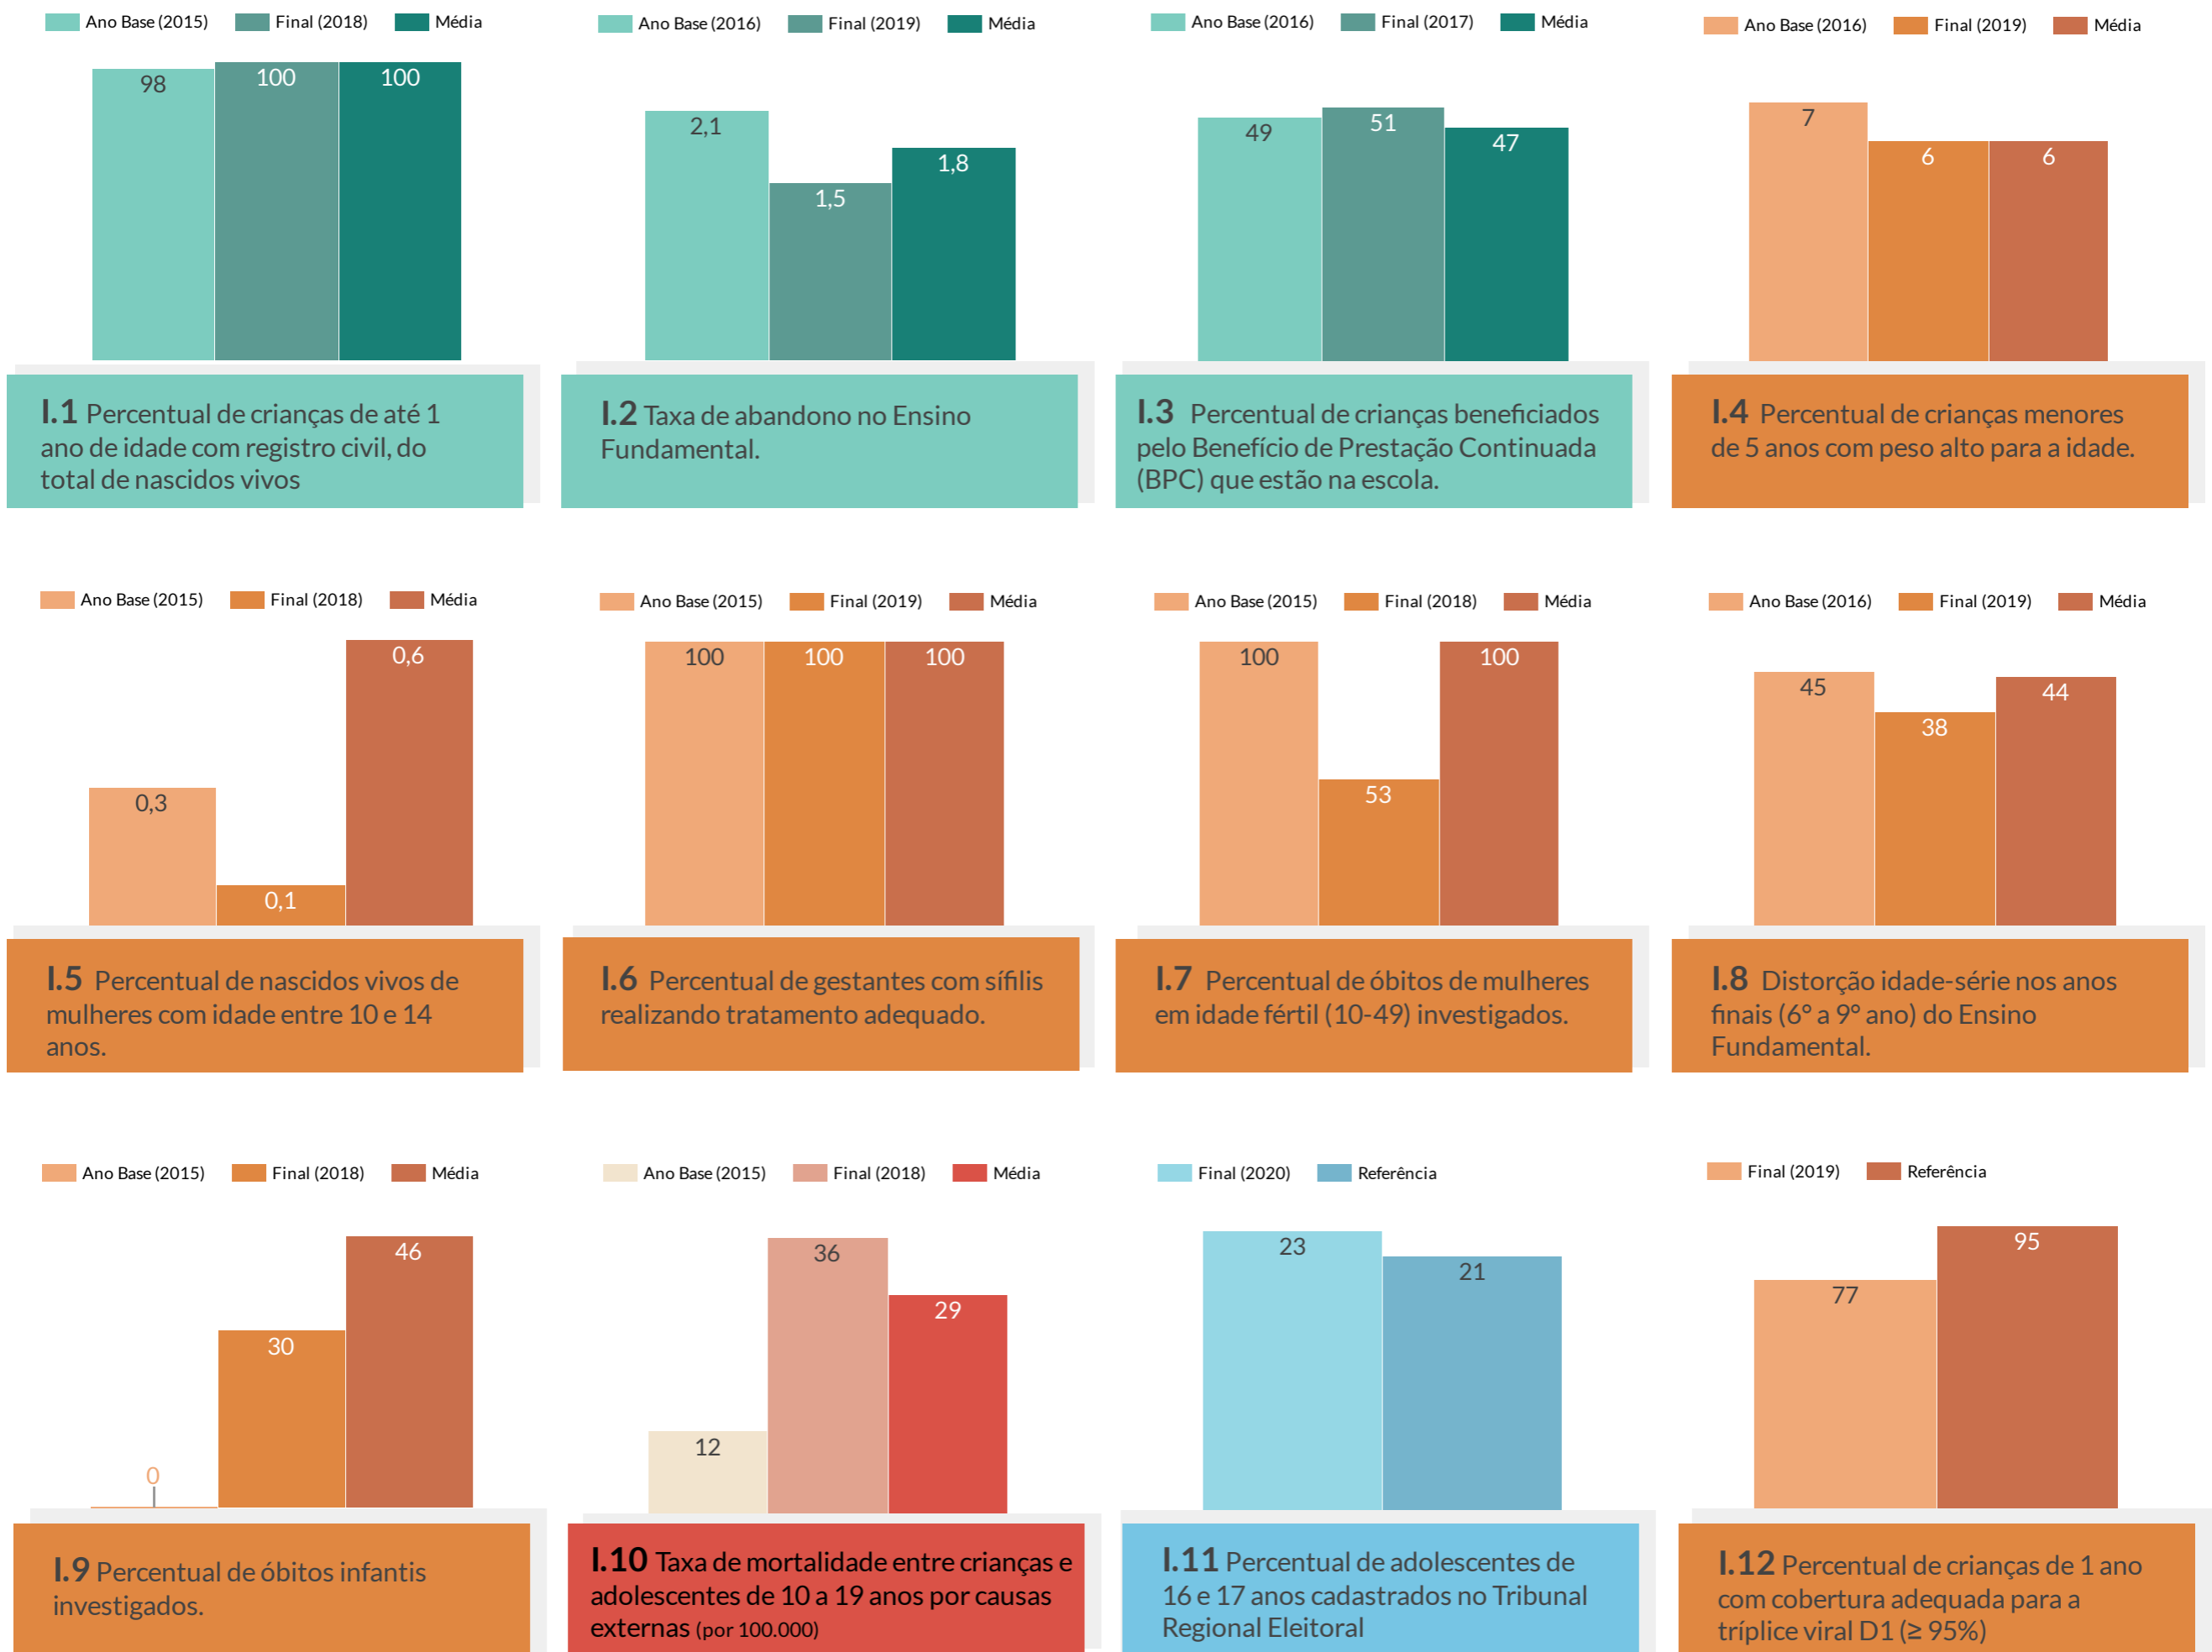 Ano Base (2015) Final (2018) Média
98 100 100
I.1 Percentual de crianças de até 1
ano de idade com registro civil, do
total de nascidos vivos
Ano Base (2016) Final (2019) Média
2,1 1,5 1,8
I.2 Taxa de abandono no Ensino
Fundamental.
Ano Base (2016) Final (2017) Média
49 51 47
I.3 Percentual de crianças beneficiados
pelo Benefício de Prestação Continuada
(BPC) que estão na escola.
Ano Base (2016) Final (2019) Média
7 6 6
I.4 Percentual de crianças menores
de 5 anos com peso alto para a idade.
Ano Base (2015) Final (2018) Média
0,3 0,1 0,6
I.5 Percentual de nascidos vivos de
mulheres com idade entre 10 e 14
anos.
Ano Base (2015) Final (2019) Média
100 100 100
I.6 Percentual de gestantes com sífilis
realizando tratamento adequado.
Ano Base (2015) Final (2018) Média
100 53 100
I.7 Percentual de óbitos de mulheres
em idade fértil (10-49) investigados.
Ano Base (2016) Final (2019) Média
45 38 44
I.8 Distorção idade-série nos anos
finais (6° a 9° ano) do Ensino
Fundamental.
Ano Base (2015) Final (2018) Média
0 30 46
I.9 Percentual de óbitos infantis
investigados.
Ano Base (2015) Final (2018) Média
12 36 29
I.10 Taxa de mortalidade entre crianças e
adolescentes de 10 a 19 anos por causas
externas (por 100.000)
Final (2020) Referência
23 21
I.11 Percentual de adolescentes de
16 e 17 anos cadastrados no Tribunal
Regional Eleitoral
Final (2019) Referência
77 95
I.12 Percentual de crianças de 1 ano
com cobertura adequada para a
tríplice viral D1 (≥ 95%)